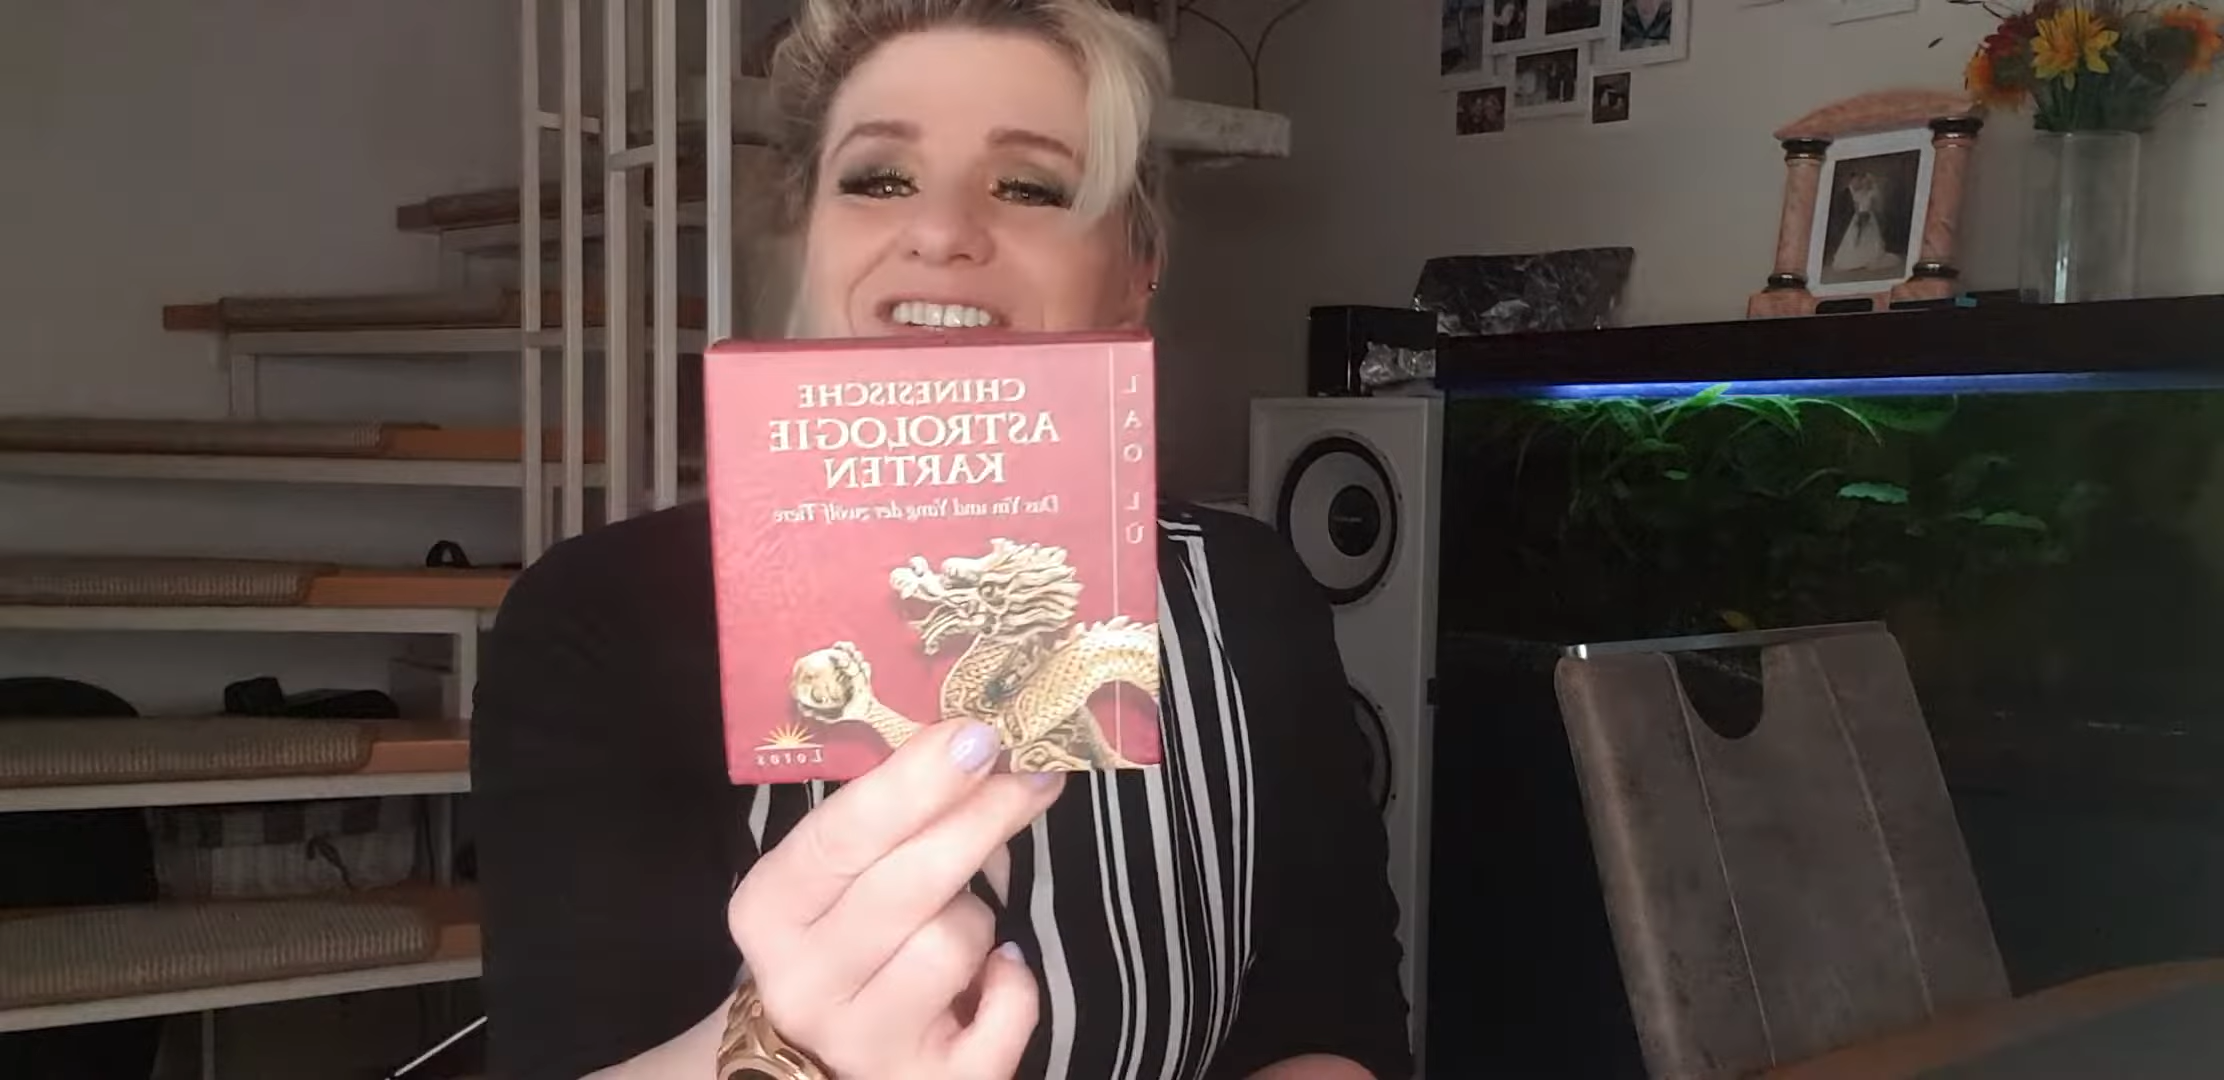 CHINESISCHE
ASTROLOGIE
KARTEN
Das Yin und Yang der zwölf Tiere
LAO LÜ
Lotos